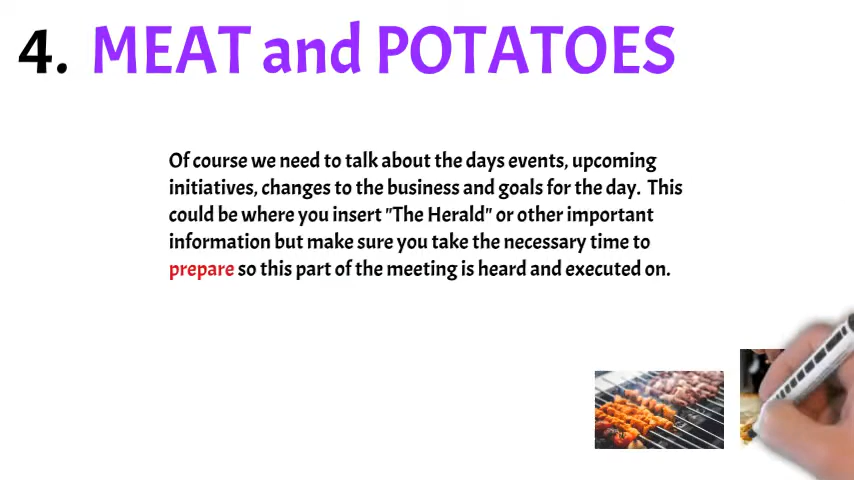 4. MEAT and POTATOES
Of course we need to talk about the days events, upcoming
initiatives, changes to the business and goals for the day. This
could be where you insert "The Herald" or other important
information but make sure you take the necessary time to
prepare so this part of the meeting is heard and executed on.